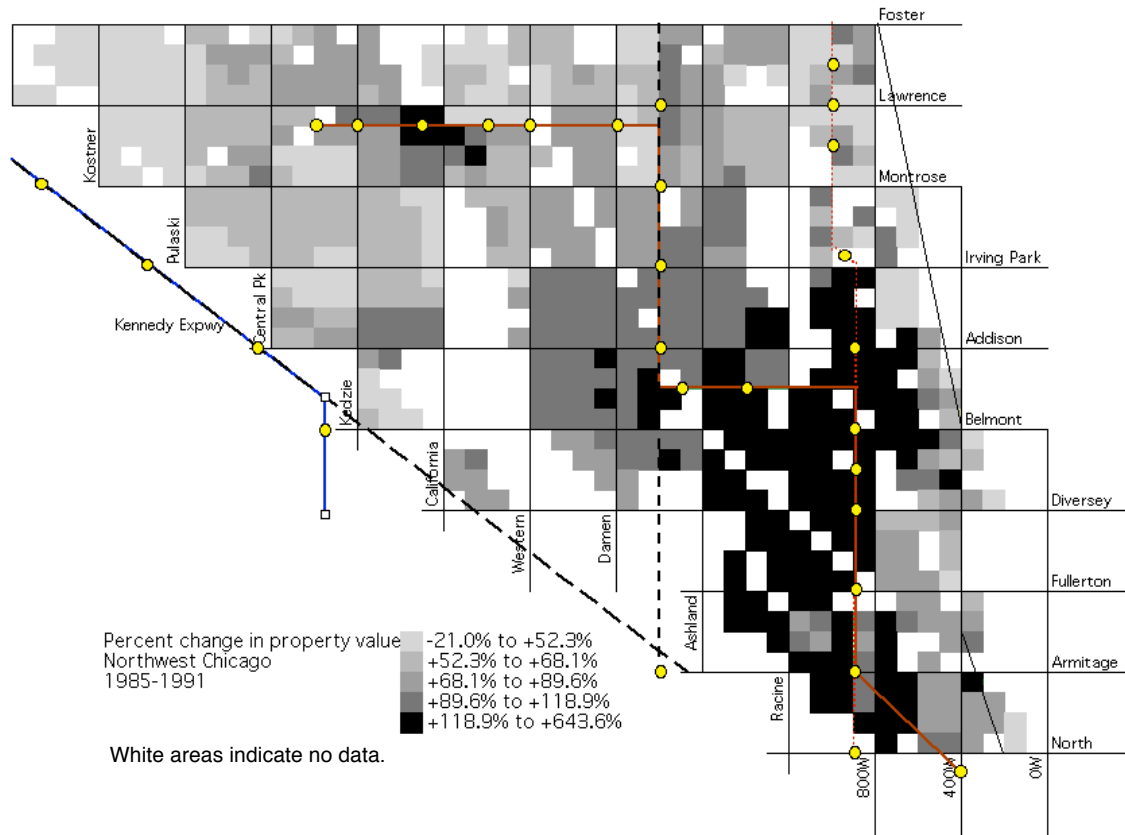 Foster
Lawrence
Kostner
Montrose
Pulaski
Irving Park
Central Pk
Kennedy Expwy
Addison
Kedzie
Belmont
California
Diversey
Western
Damen
Fullerton
Ashland
Percent change in property value
Northwest Chicago
1985-1991
-21.0% to +52.3%
+52.3% to +68.1%
+68.1% to +89.6%
+89.6% to +118.9%
+118.9% to +643.6%
Armitage
Racine
White areas indicate no data.
North
800W
400W
0W